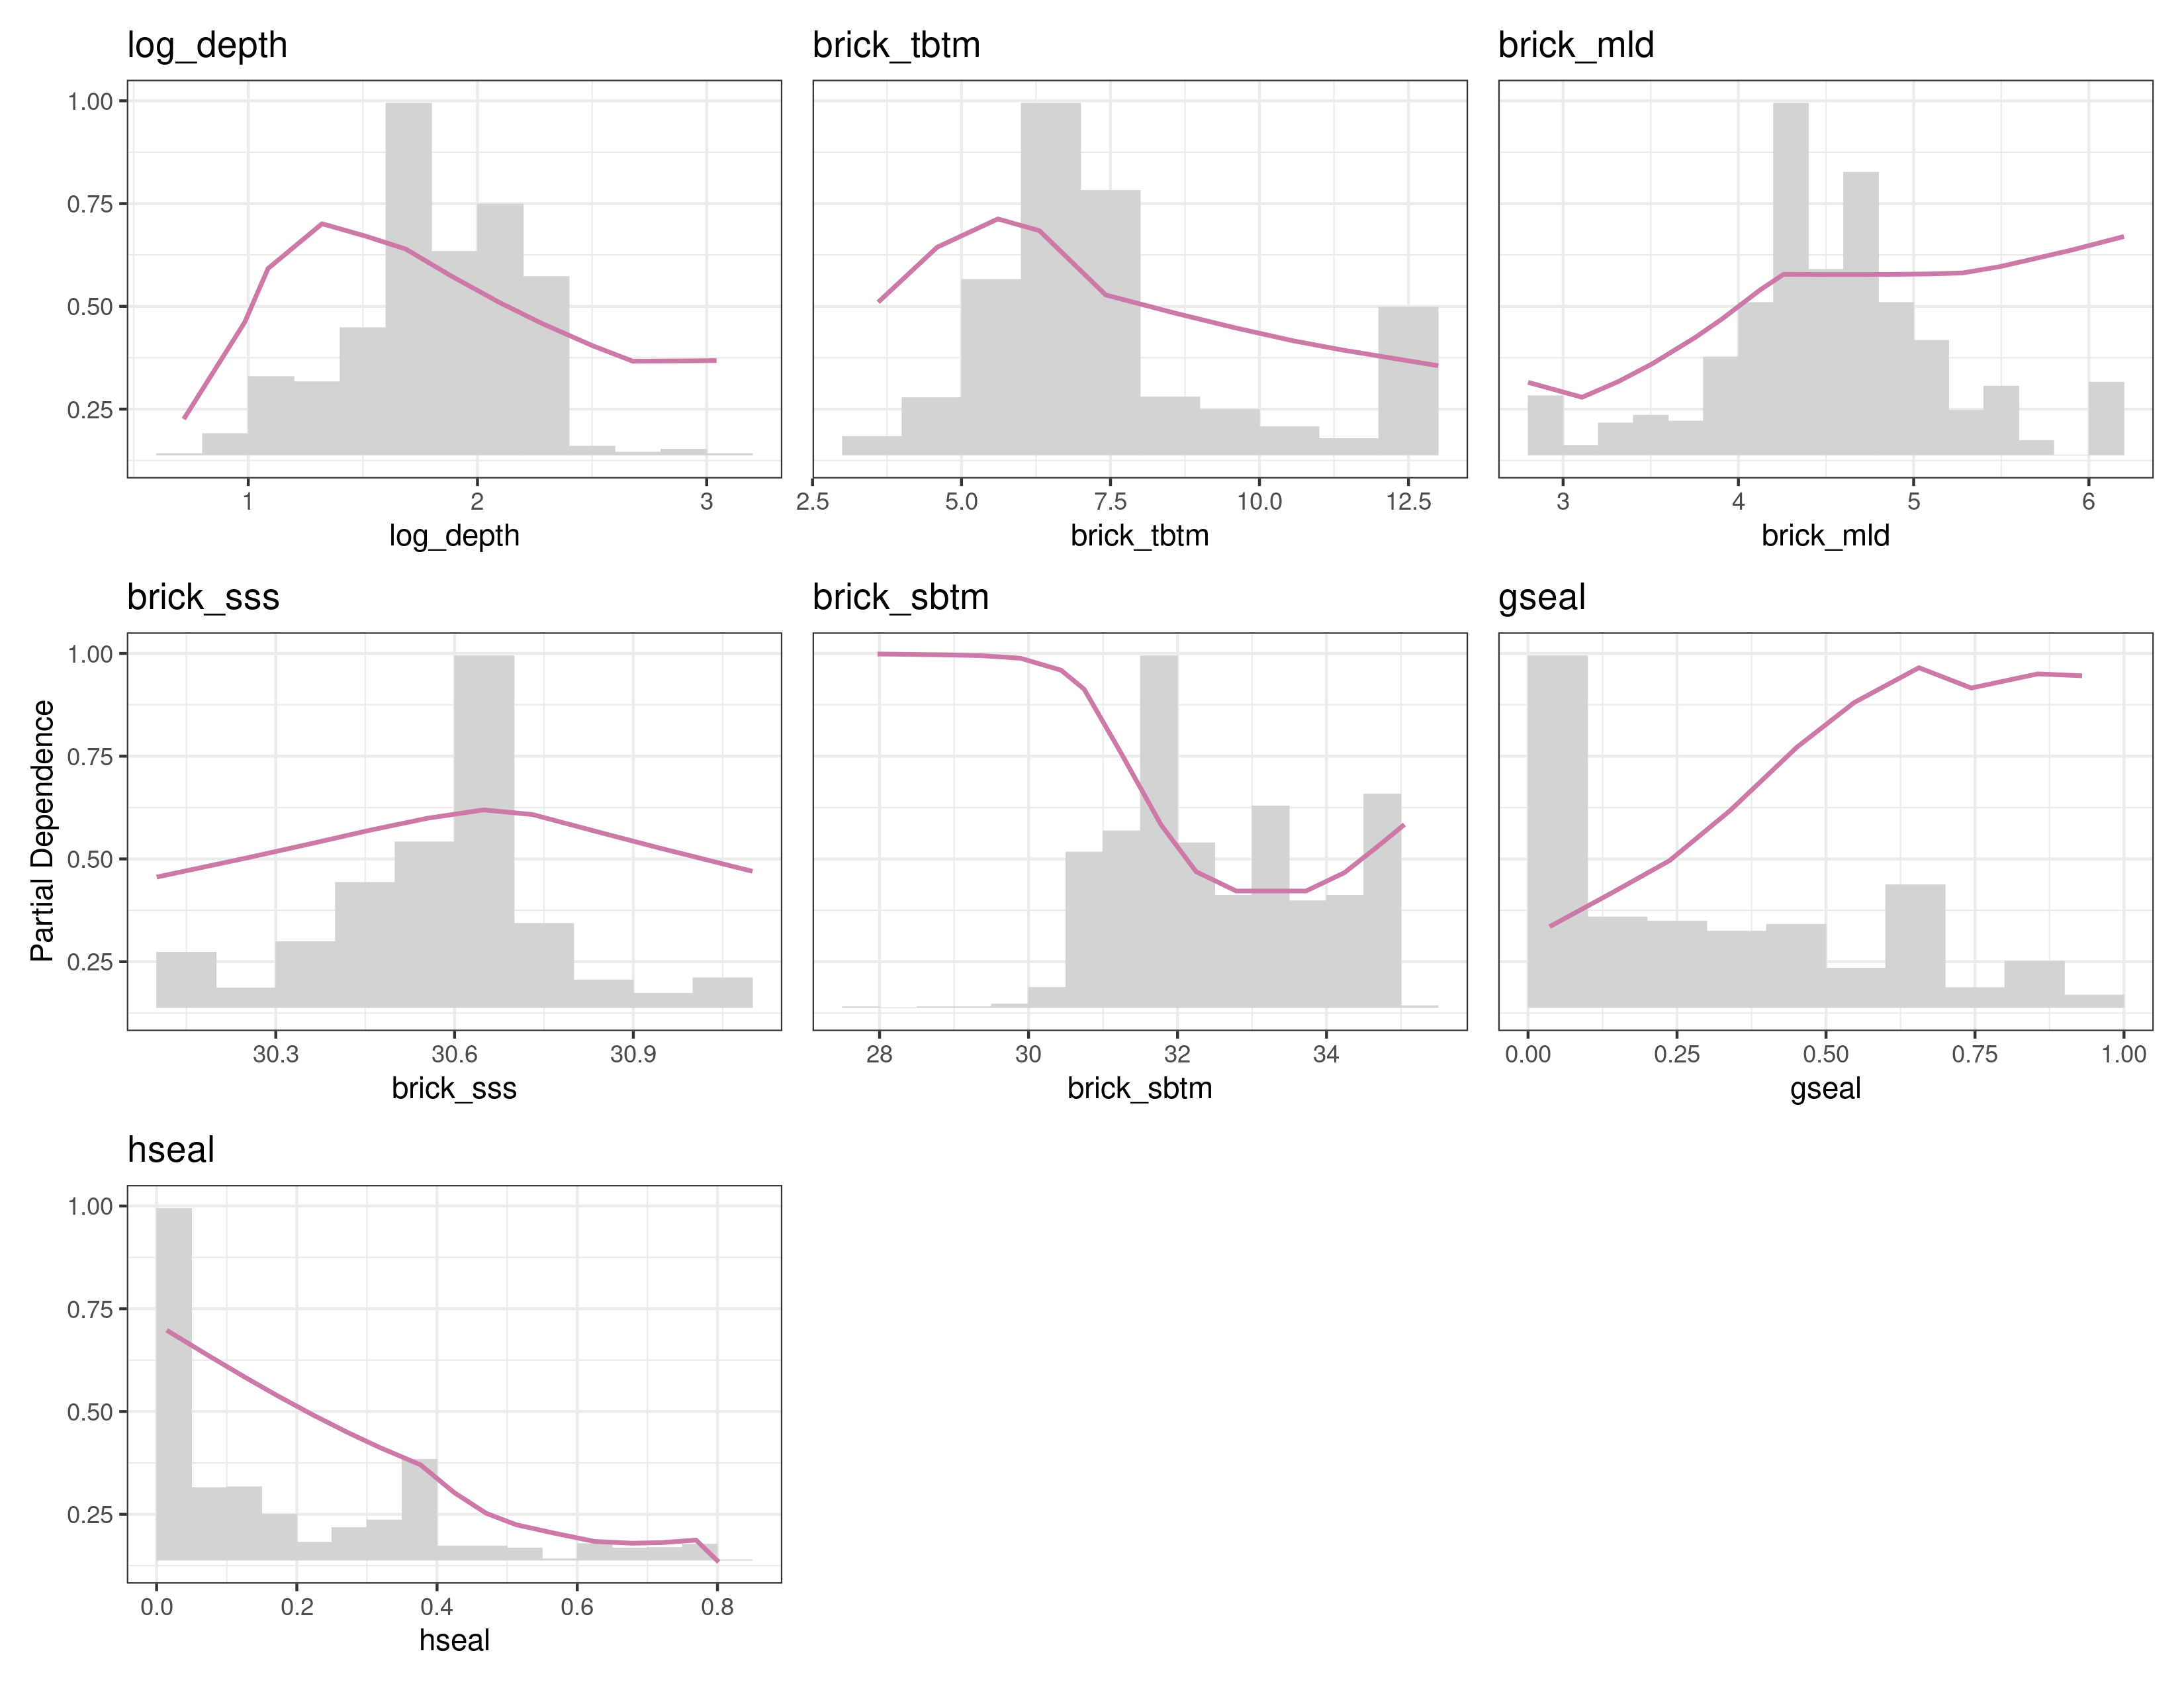 log_depth
brick_tbtm
brick_mld
1.00
0.75
0.50
0.25
1 2 3
2.5 5.0 7.5 10.0 12.5
3 4 5 6
log_depth
brick_tbtm
brick_mld
brick_sss
brick_sbtm
gseal
Partial Dependence
1.00
0.75
0.50
0.25
30.3 30.6 30.9
28 30 32 34
0.00 0.25 0.50 0.75 1.00
brick_sss
brick_sbtm
gseal
hseal
1.00
0.75
0.50
0.25
0.0 0.2 0.4 0.6 0.8
hseal